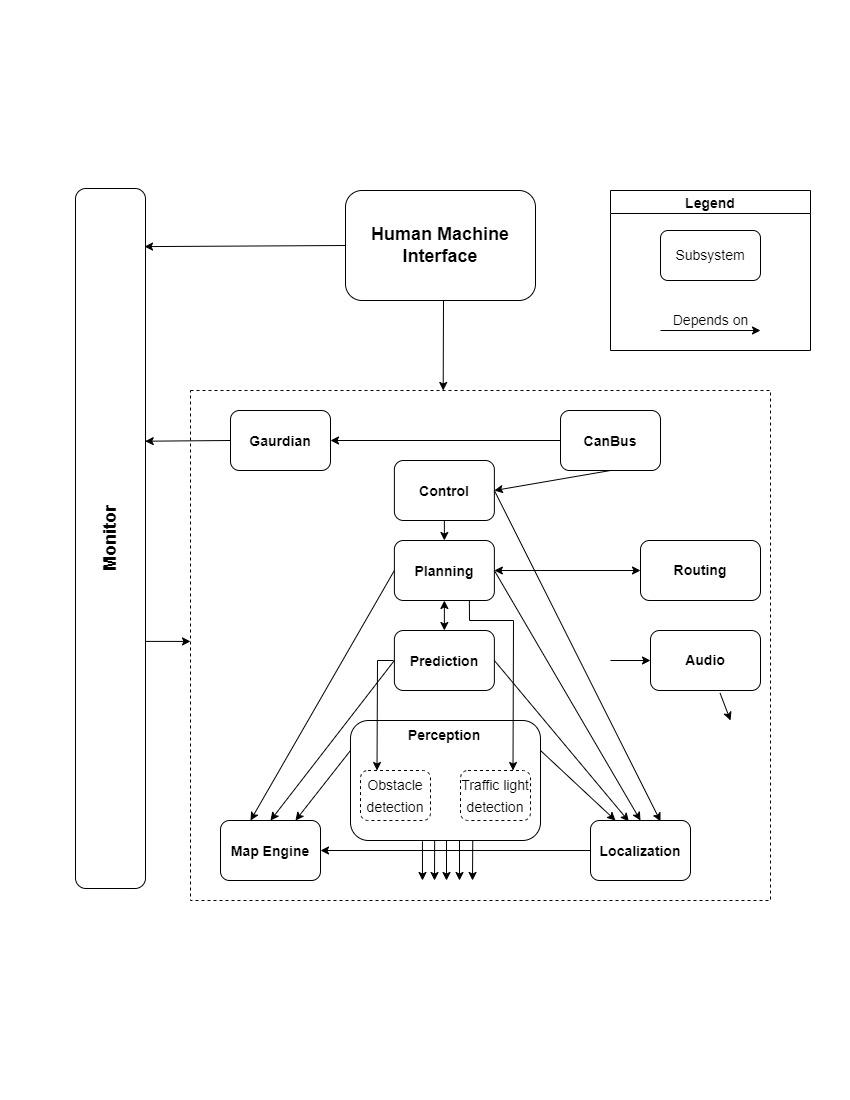 Human Machine
Interface
Legend
Subsystem
Depends on
Monitor
Gaurdian
CanBus
Control
Planning
Routing
Prediction
Audio
Perception
Obstacle
detection
Traffic light
detection
Map Engine
Localization